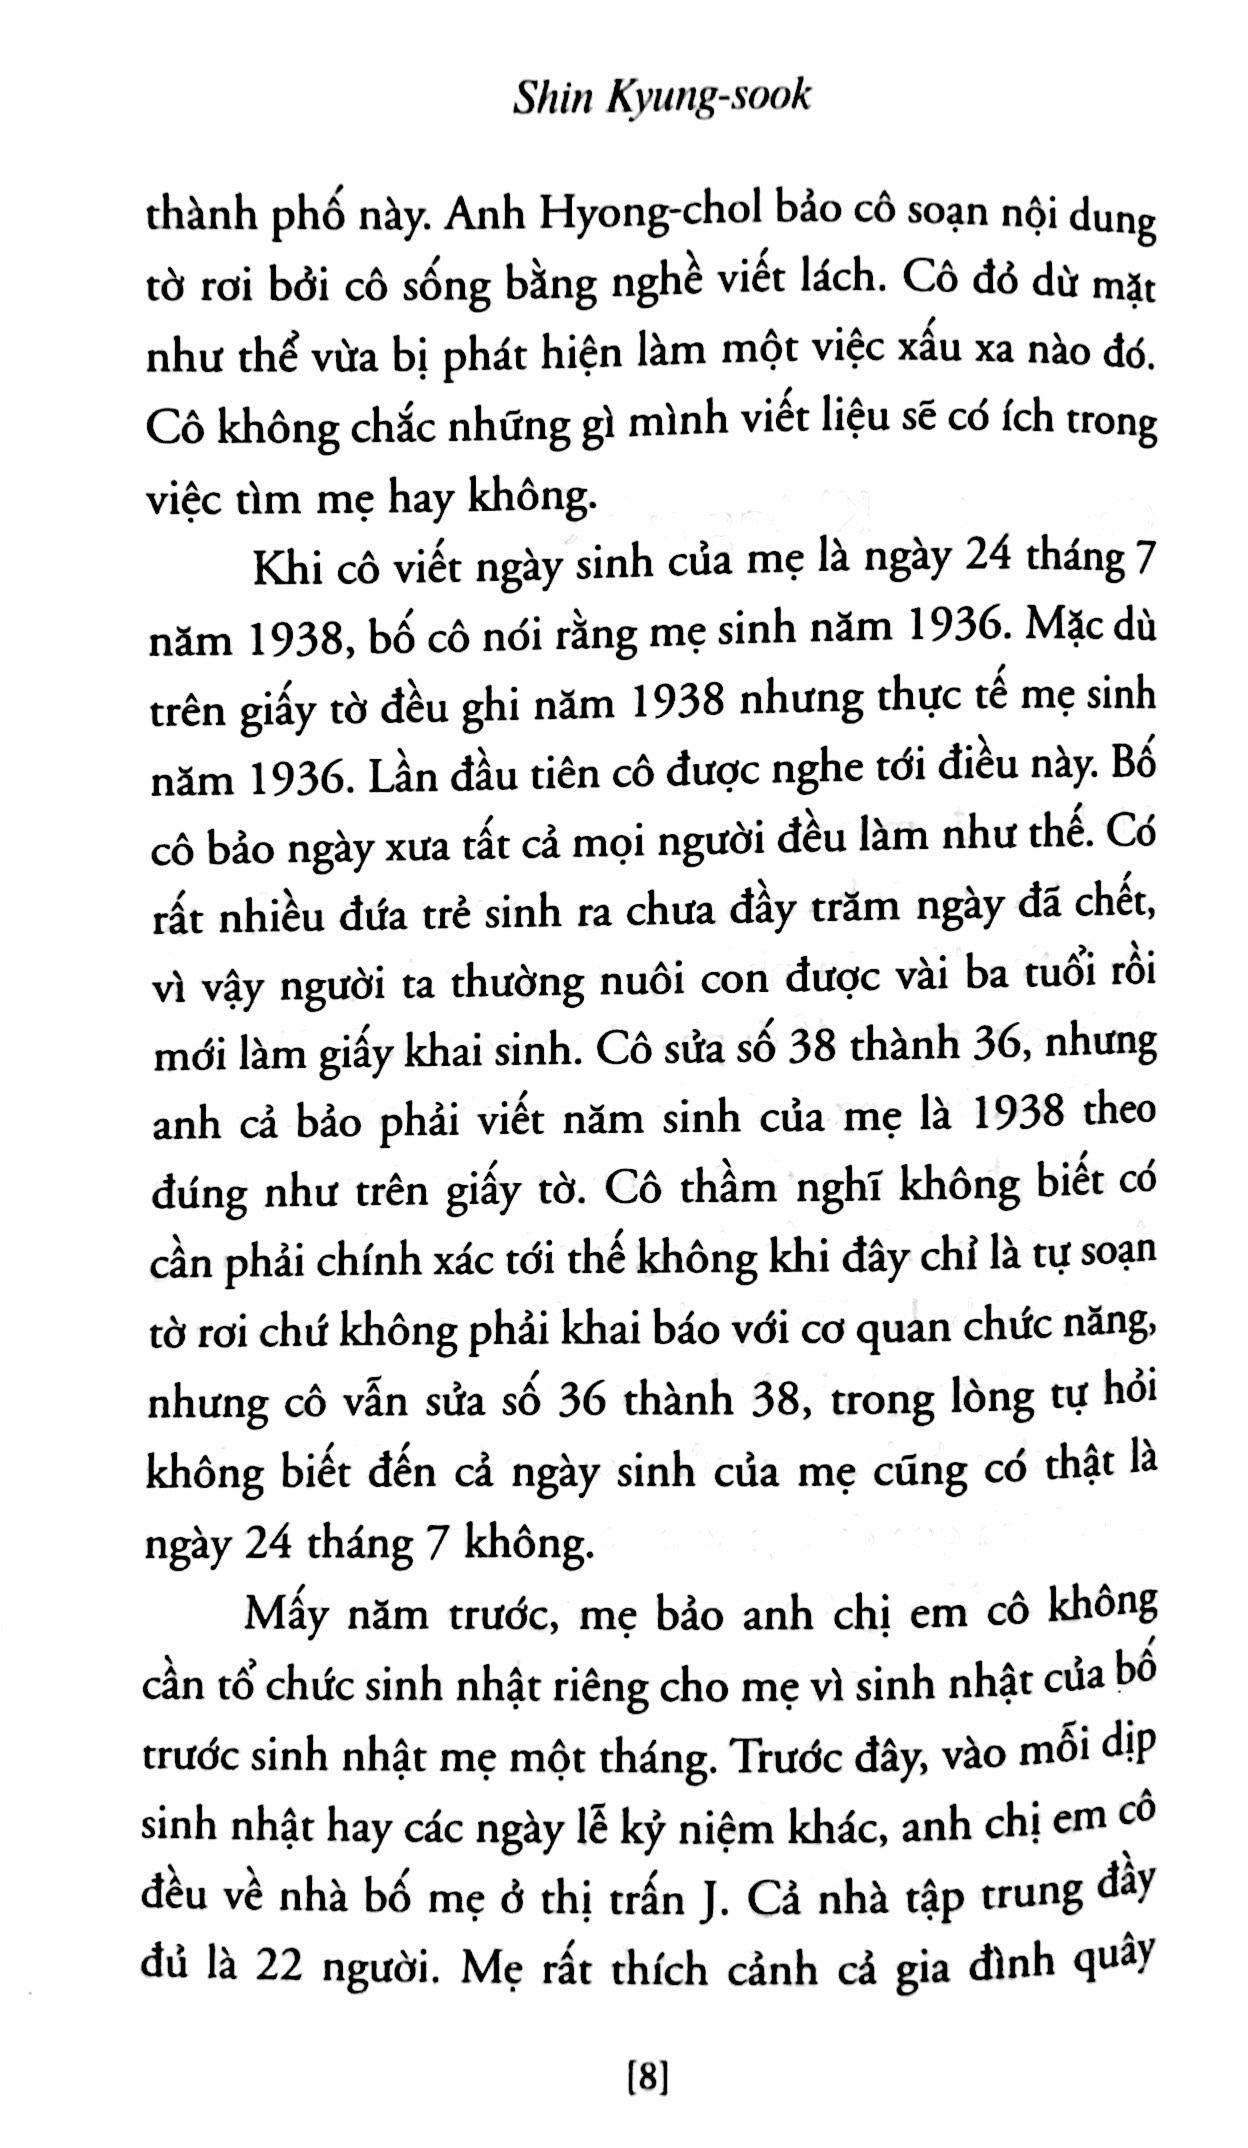 Shin Kyung-sook
thành phố này. Anh Hyong-chol bảo cô soạn nội dung
tờ rơi bởi cô sống bằng nghề viết lách. Cô đỏ dừ mặt
như thể vừa bị phát hiện làm một việc xấu xa nào đó.
Cô không chắc những gì mình viết liệu sẽ có ích trong
việc tìm mẹ hay không.
Khi cô viết ngày sinh của mẹ là ngày 24 tháng 7
năm 1938, bố cô nói rằng mẹ sinh năm 1936. Mặc dù
trên giấy tờ đều ghi năm 1938 nhưng thực tế mẹ sinh
năm 1936. Lần đầu tiên cô được nghe tới điều này. Bố
cô bảo ngày xưa tất cả mọi người đều làm như thế. Có
rất nhiều đứa trẻ sinh ra chưa đầy trăm ngày đã chết,
vì vậy người ta thường nuôi con được vài ba tuổi rồi
mới làm giấy khai sinh. Cô sửa số 38 thành 36, nhưng
anh cả bảo phải viết năm sinh của mẹ là 1938 theo
đúng như trên giấy tờ. Cô thầm nghĩ không biết có
cần phải chính xác tới thế không khi đây chỉ là tự soạn
tờ rơi chứ không phải khai báo với cơ quan chức năng,
nhưng cô vẫn sửa số 36 thành 38, trong lòng tự hỏi
không biết đến cả ngày sinh của mẹ cũng có thật là
ngày 24 tháng 7 không.
Mấy năm trước, mẹ bảo anh chị em cô không
cần tổ chức sinh nhật riêng cho mẹ vì sinh nhật của bố
trước sinh nhật mẹ một tháng. Trước đây, vào mỗi dịp
sinh nhật hay các ngày lễ kỷ niệm khác, anh chị em cô
đều về nhà bố mẹ ở thị trấn J. Cả nhà tập trung đầy
đủ là 22 người. Mẹ rất thích cảnh cả gia đình quây
[8]